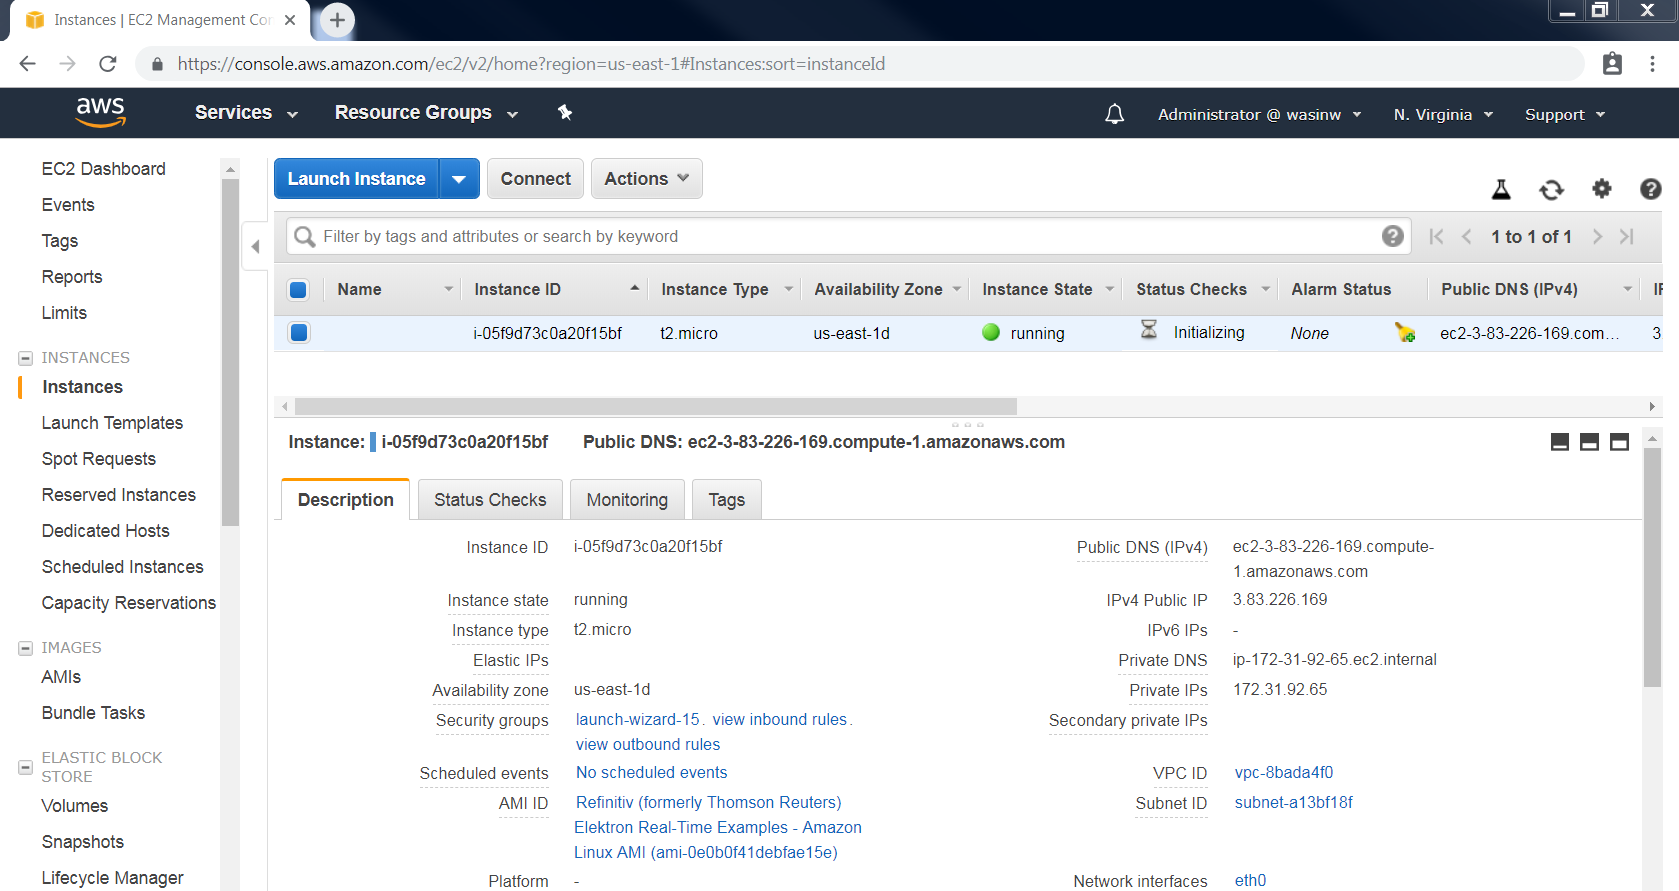 Instances | EC2 Management Con
https://console.aws.amazon.com/ec2/v2/home?region=us-east-1#Instances:sort=instanceId
aws
Services
Resource Groups
Administrator @ wasinw
N. Virginia
Support
EC2 Dashboard
Events
Tags
Reports
Limits
INSTANCES
Instances
Launch Templates
Spot Requests
Reserved Instances
Dedicated Hosts
Scheduled Instances
Capacity Reservations
IMAGES
AMIs
Bundle Tasks
ELASTIC BLOCK
STORE
Volumes
Snapshots
Lifecycle Manager
Launch Instance
Connect
Actions
Filter by tags and attributes or search by keyword
1 to 1 of 1
Name
Instance ID
Instance Type
Availability Zone
Instance State
Status Checks
Alarm Status
Public DNS (IPv4)
i-05f9d73c0a20f15bf
t2.micro
us-east-1d
running
Initializing
None
ec2-3-83-226-169.com...
3.
Instance: i-05f9d73c0a20f15bf
Public DNS: ec2-3-83-226-169.compute-1.amazonaws.com
Description
Status Checks
Monitoring
Tags
Instance ID
i-05f9d73c0a20f15bf
Instance state
running
Instance type
t2.micro
Elastic IPs
Availability zone
us-east-1d
Security groups
launch-wizard-15. view inbound rules.
view outbound rules
Scheduled events
No scheduled events
AMI ID
Refinitiv (formerly Thomson Reuters)
Elektron Real-Time Examples - Amazon
Linux AMI (ami-0e0b0f41debfae15e)
Platform
-
Public DNS (IPv4)
ec2-3-83-226-169.compute-
1.amazonaws.com
IPv4 Public IP
3.83.226.169
IPv6 IPs
-
Private DNS
ip-172-31-92-65.ec2.internal
Private IPs
172.31.92.65
Secondary private IPs
VPC ID
vpc-8bada4f0
Subnet ID
subnet-a13bf18f
Network interfaces
eth0